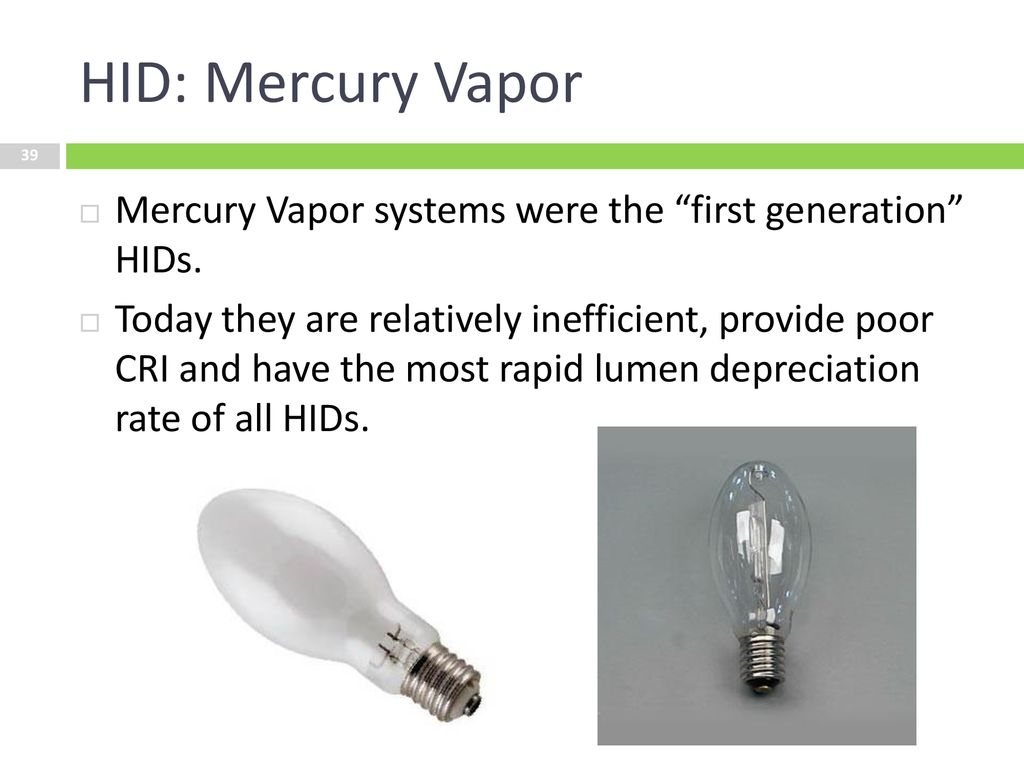 HID: Mercury Vapor
39
Mercury Vapor systems were the “first generation”
HIDs.
Today they are relatively inefficient, provide poor
CRI and have the most rapid lumen depreciation
rate of all HIDs.